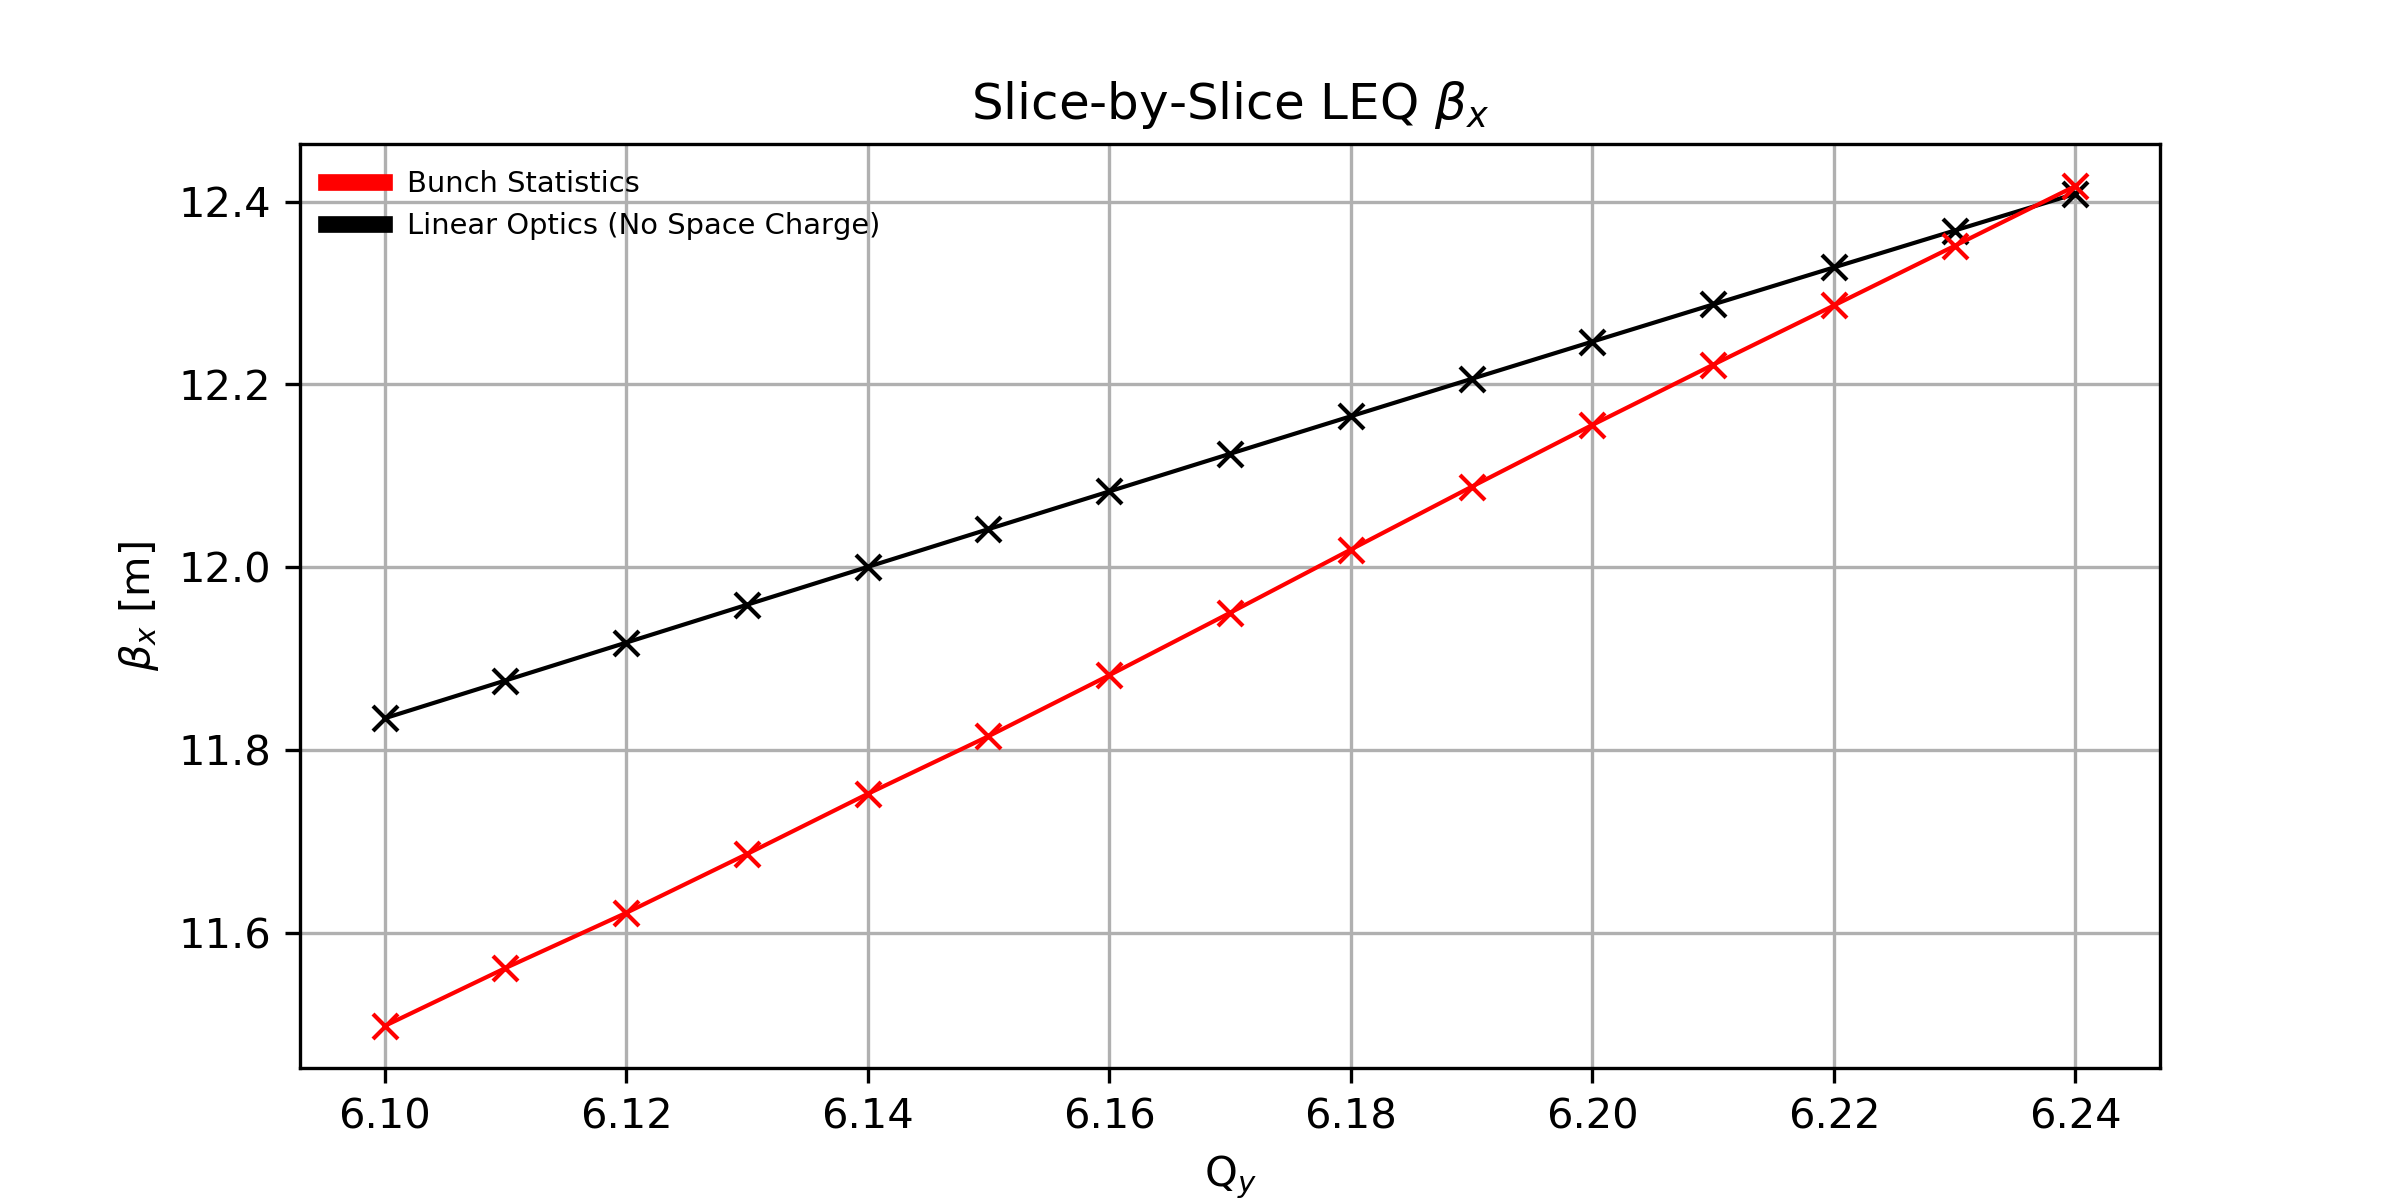 Slice-by-Slice LEQ βₓ
Bunch Statistics
Linear Optics (No Space Charge)
12.4
12.2
12.0
11.8
11.6
βₓ [m]
6.10 6.12 6.14 6.16 6.18 6.20 6.22 6.24
Q_y